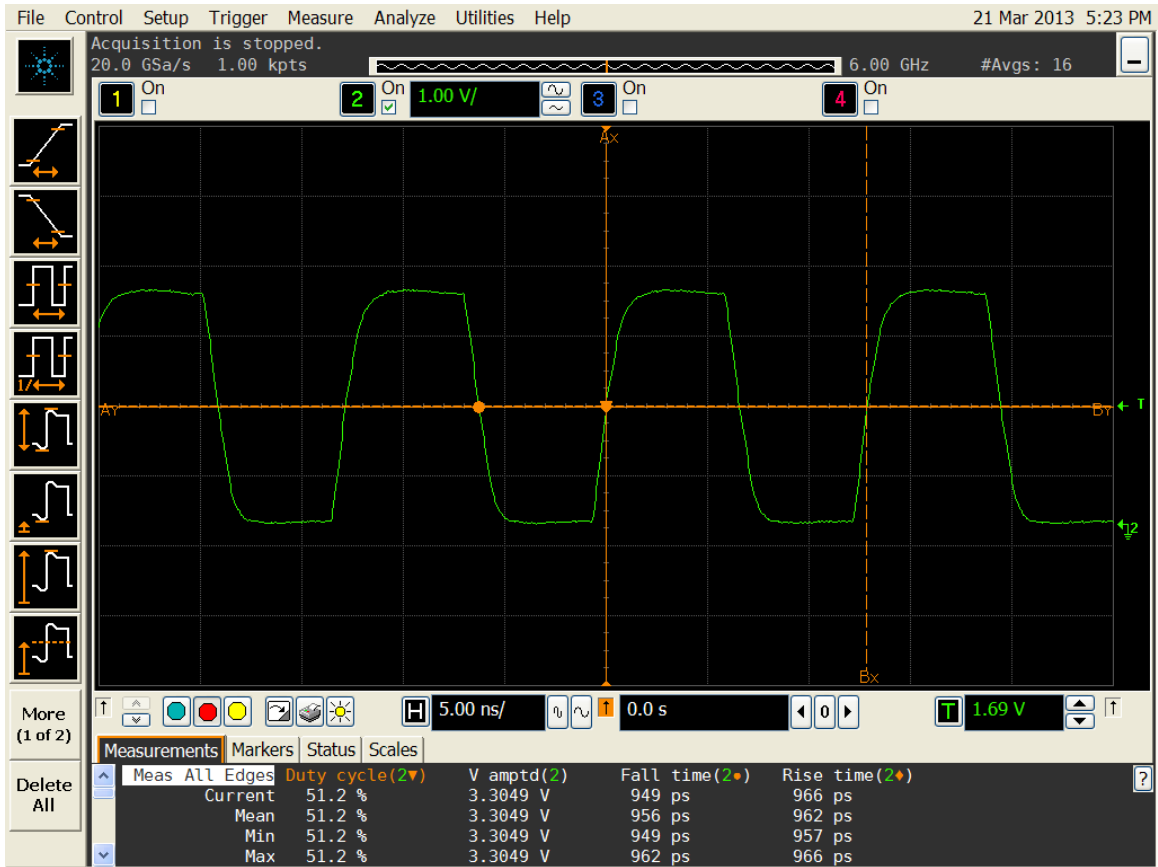 File Control Setup Trigger Measure Analyze Utilities Help 21 Mar 2013 5:23 PM
Acquisition is stopped.
20.0 GSa/s 1.00 kpts 6.00 GHz #Avgs: 16
1 On 2 On 1.00 V/ 3 On 4 On
Ax
Ay By T
2
Bx
1/
More
(1 of 2)
Delete
All
H 5.00 ns/ 0.0 s 0 T 1.69 V
Measurements Markers Status Scales
Meas All Edges Duty cycle(2▼) V amptd(2) Fall time(2●) Rise time(2♦) ?
Current 51.2 % 3.3049 V 949 ps 966 ps
Mean 51.2 % 3.3049 V 956 ps 962 ps
Min 51.2 % 3.3049 V 949 ps 957 ps
Max 51.2 % 3.3049 V 962 ps 966 ps